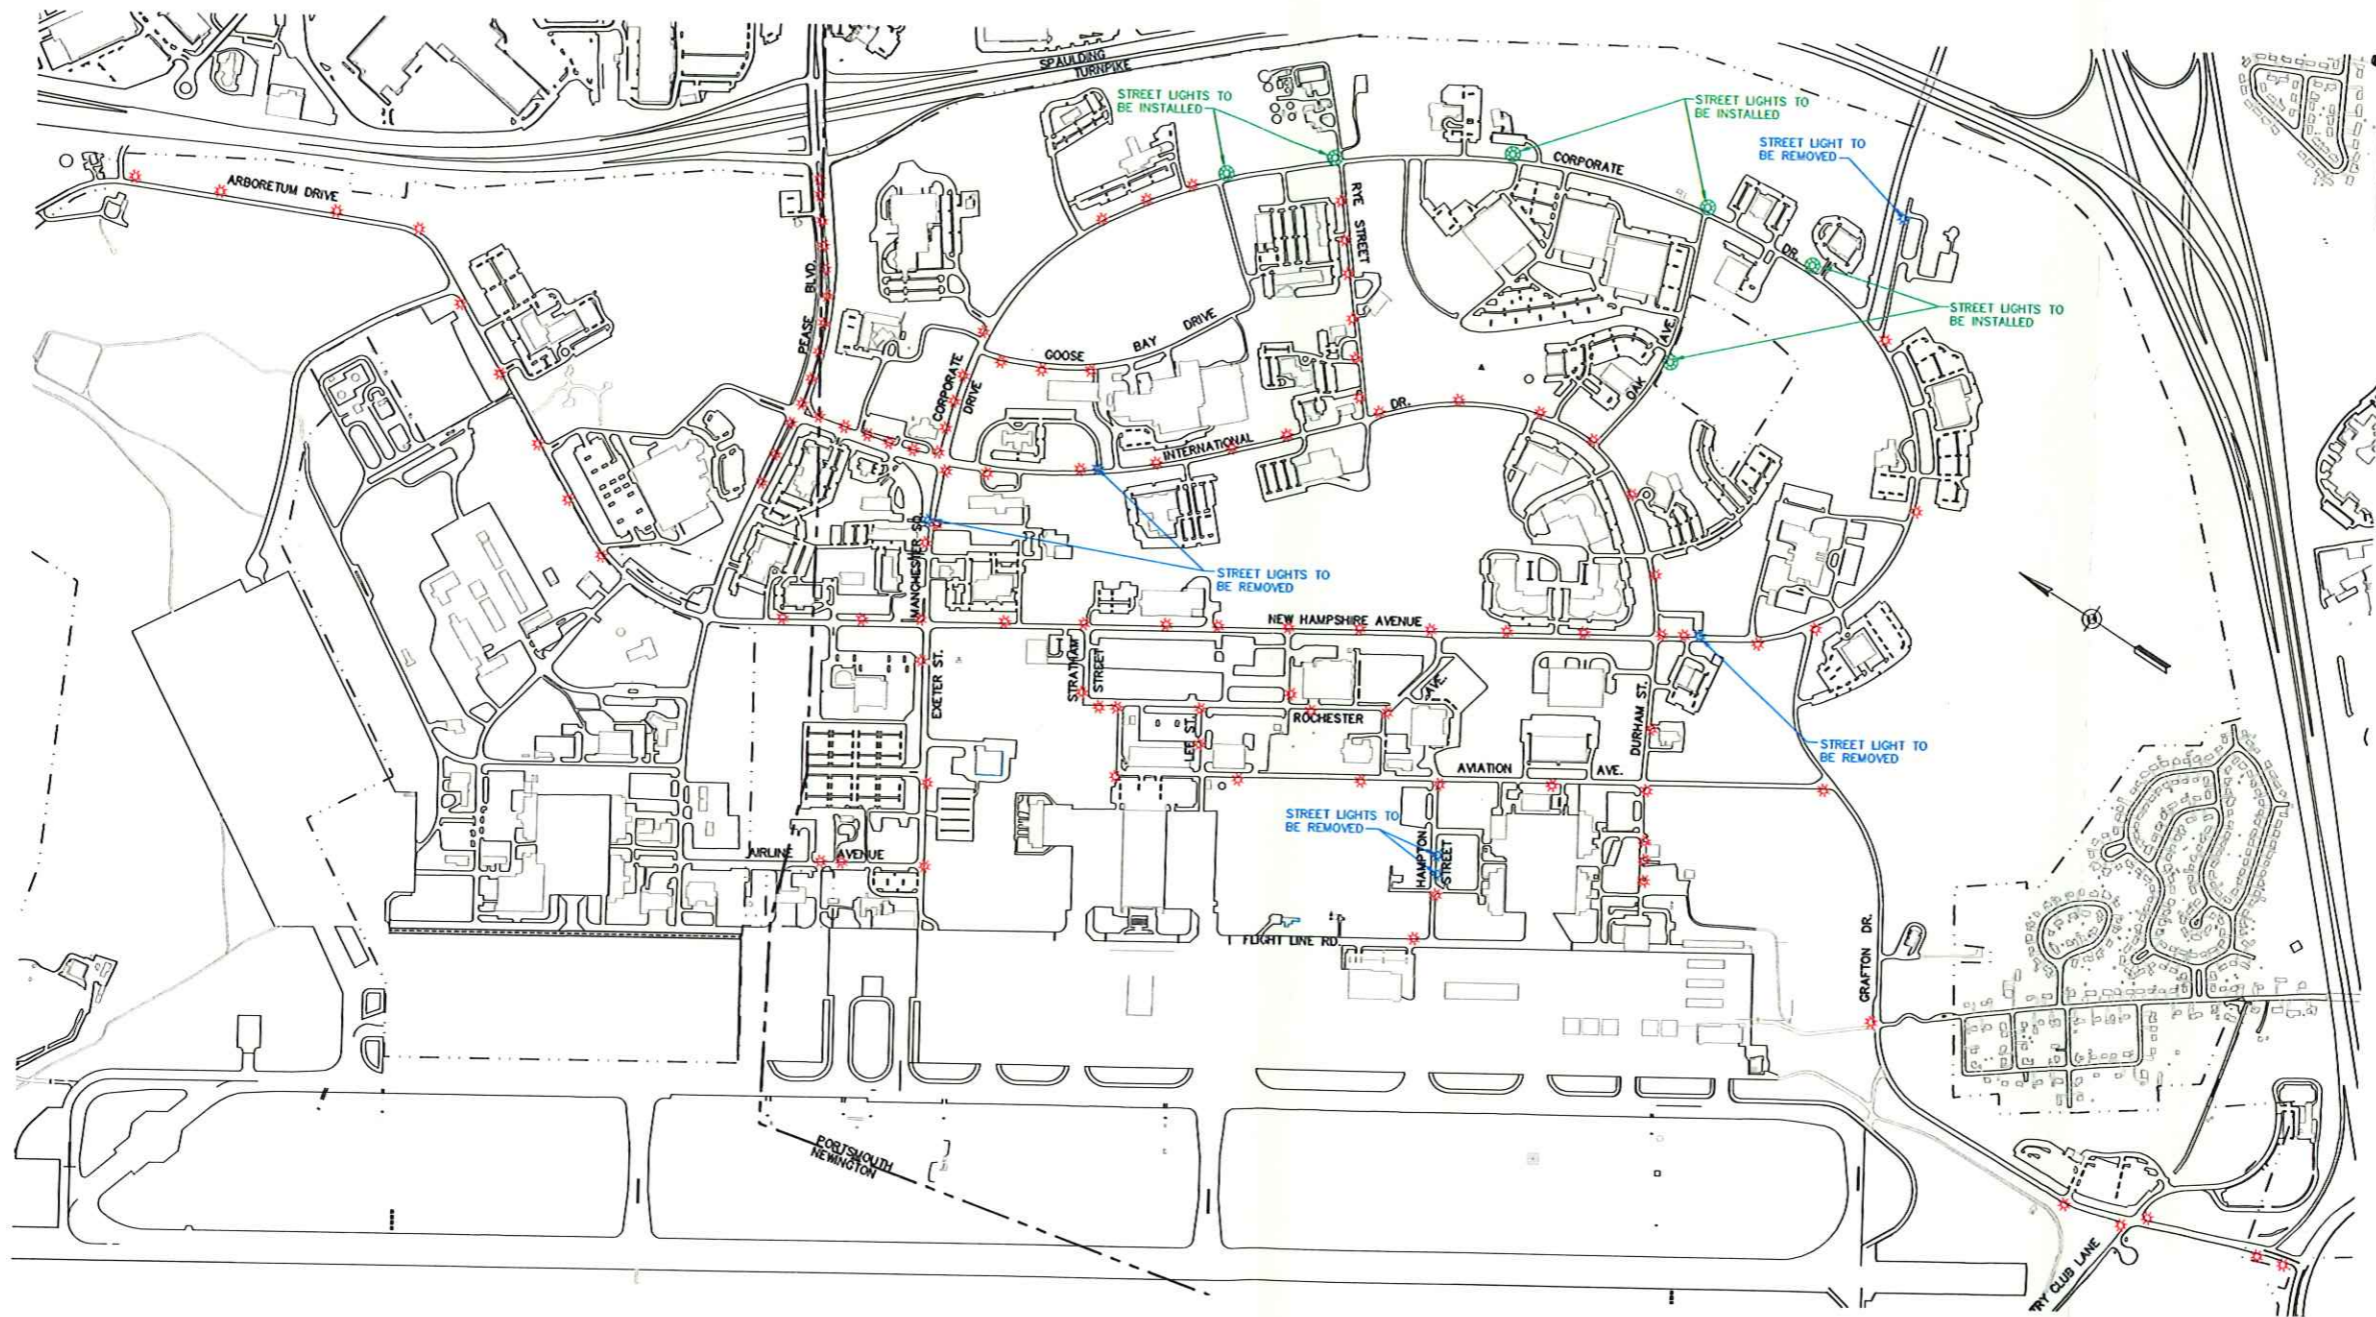 SPAULDING
TURNPIKE
STREET LIGHTS TO
BE INSTALLED
STREET LIGHTS TO
BE INSTALLED
STREET LIGHT TO
BE REMOVED
CORPORATE
DR.
ARBORETUM DRIVE
RYE STREET
PEASE BLVD.
STREET LIGHTS TO
BE INSTALLED
GOOSE BAY DRIVE
CORPORATE
DRIVE
OAK AVE.
INTERNATIONAL DR.
MANCHESTER SQ.
STREET LIGHTS TO
BE REMOVED
NEW HAMPSHIRE AVENUE
EXETER ST.
STRATHAM
STREET
ROCHESTER AVE.
LEE ST.
DURHAM ST.
STREET LIGHT TO
BE REMOVED
AVIATION AVE.
STREET LIGHTS TO
BE REMOVED
HAMPTON
STREET
AIRLINE AVENUE
FLIGHT LINE RD.
GRAFTON DR.
PORTSMOUTH
NEWINGTON
TRY CLUB LANE